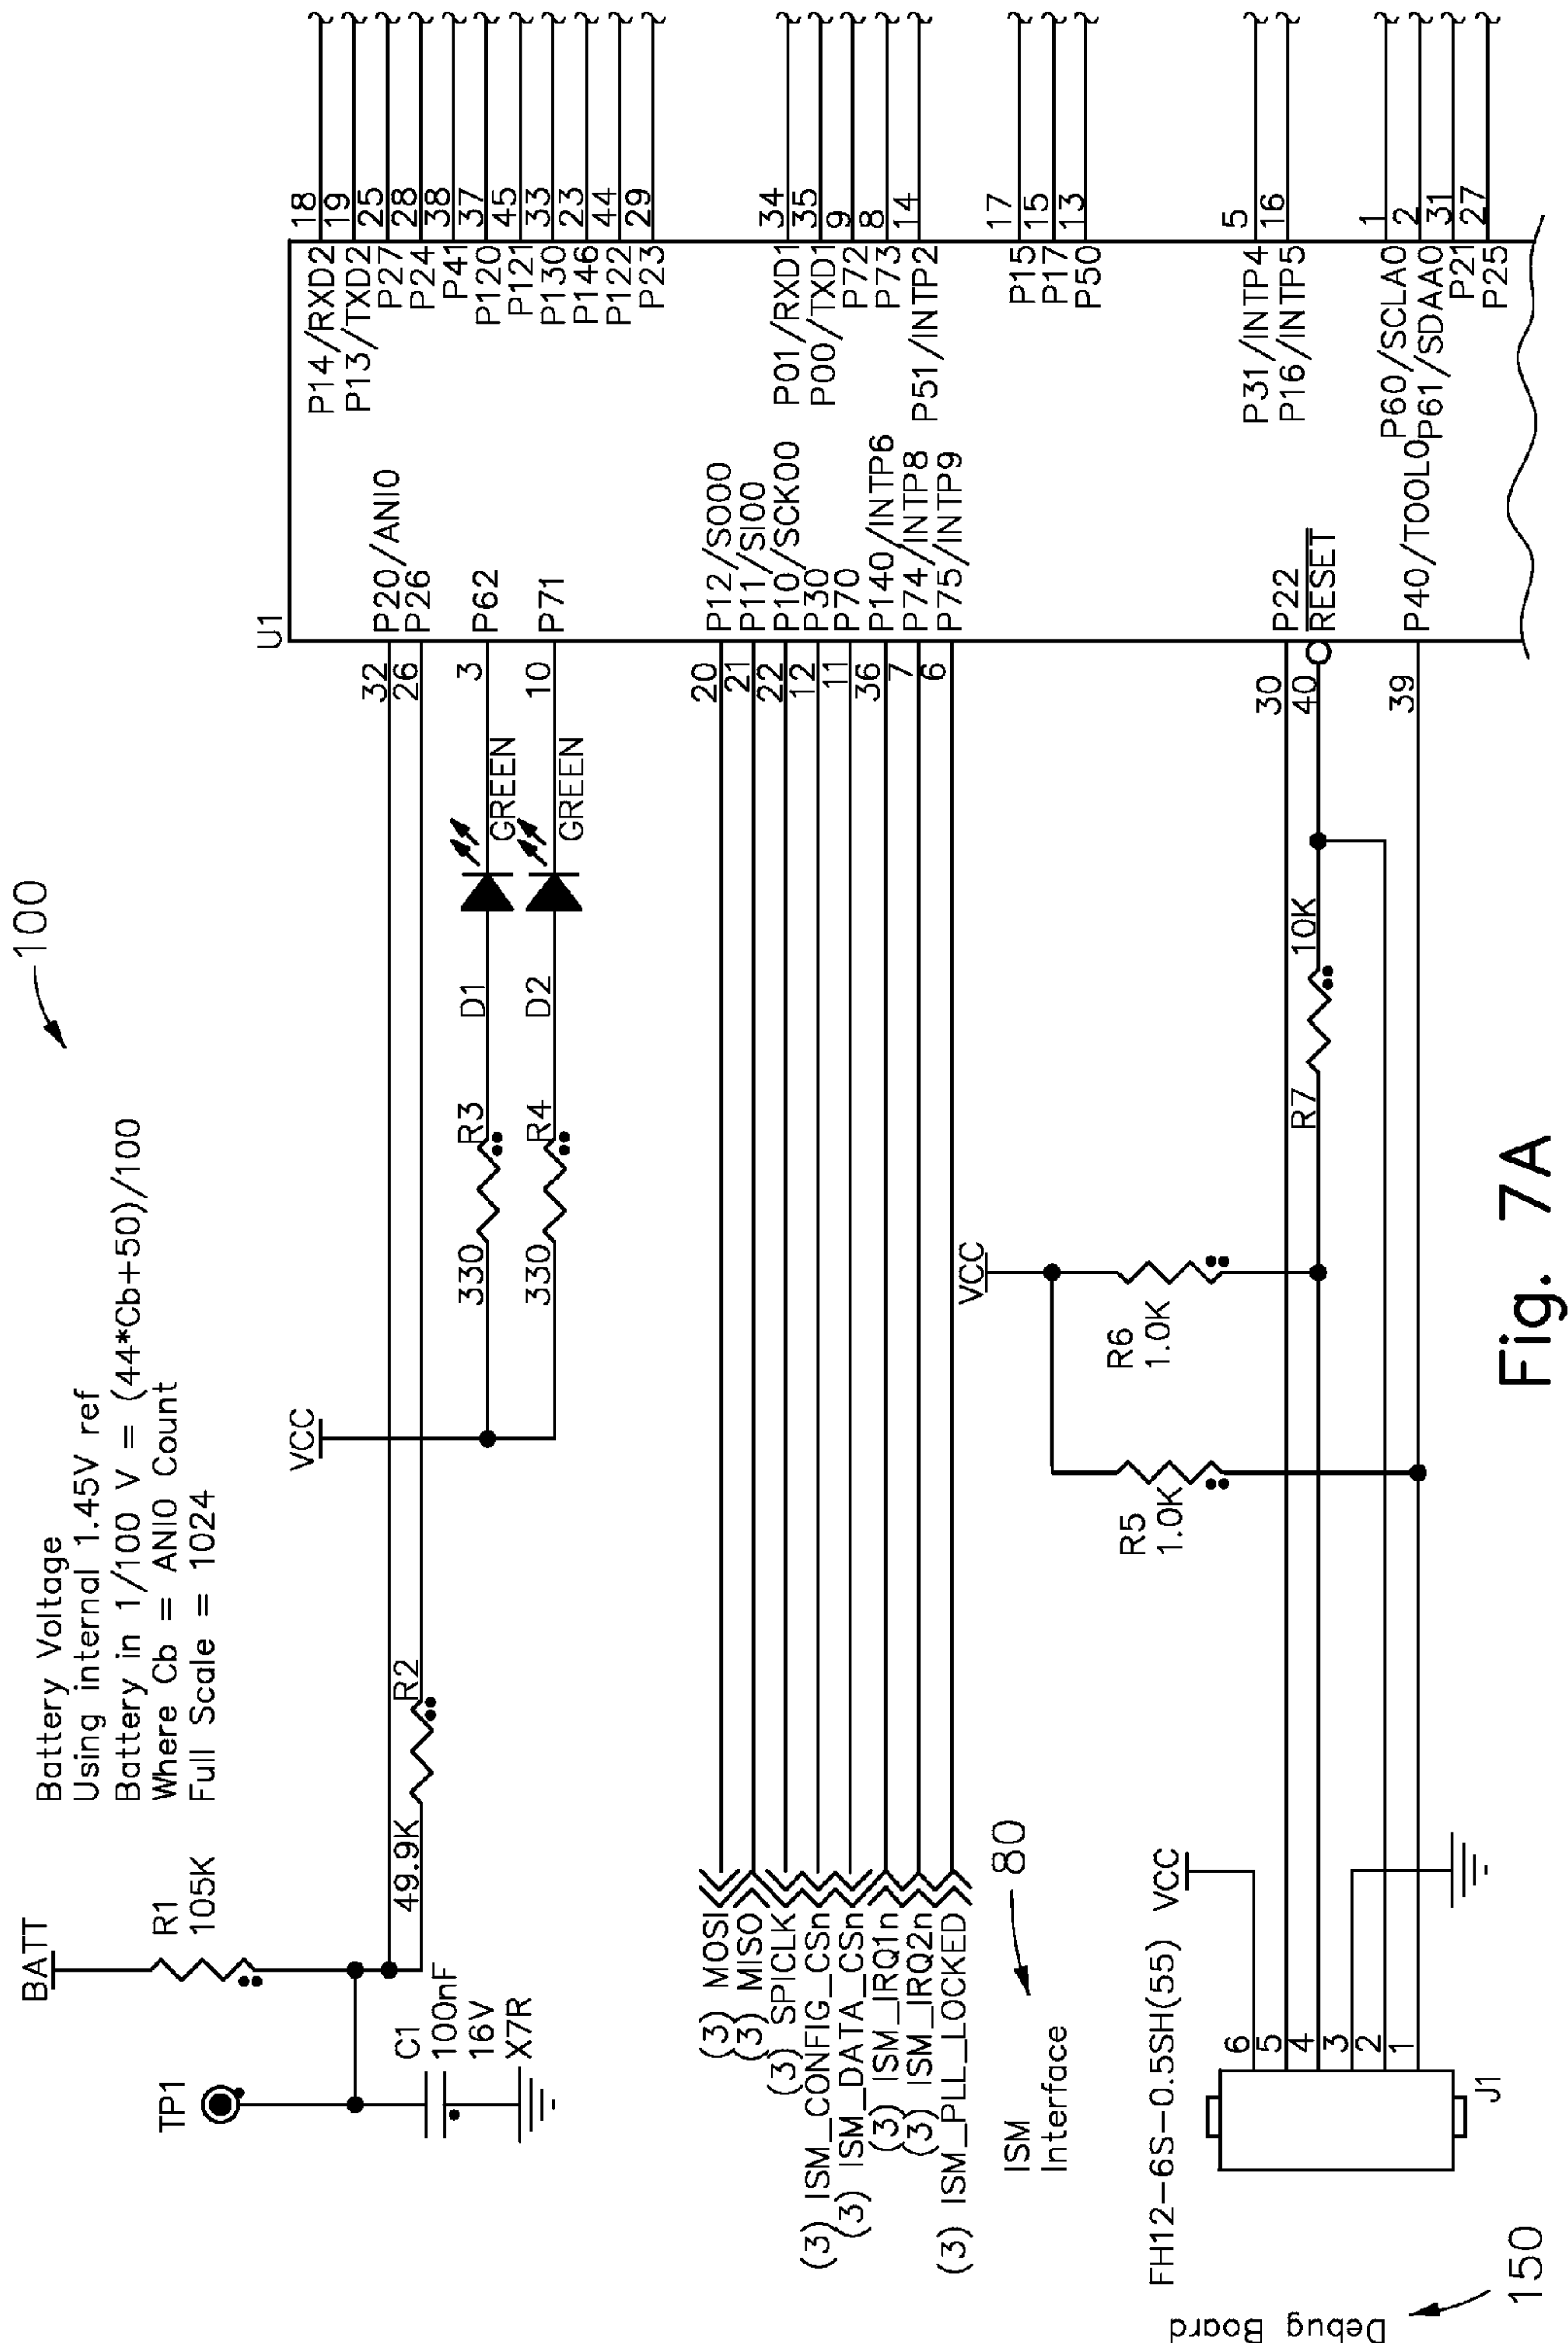 100
Battery Voltage
Using internal 1.45V ref
Battery in 1/100 V = (44*Cb+50)/100
Where Cb = ANI0 Count
Full Scale = 1024
BATT
R1
105K
TP1
C1
100nF
16V
X7R
49.9K
R2
VCC
330
R3
D1
GREEN
330
R4
D2
GREEN
U1
32
P20/ANI0
26
P26
3
P62
10
P71
(3) MOSI
20
P12/SO00
(3) MISO
21
P11/SI00
(3) SPICLK
22
P10/SCK00
(3) ISM_CONFIG_CSn
12
P30
(3) ISM_DATA_CSn
11
P70
(3) ISM_IRQ1n
36
P140/INTP6
(3) ISM_IRQ2n
7
P74/INTP8
(3) ISM_PLL_LOCKED
6
P75/INTP9
ISM
Interface
80
VCC
R6
1.0K
R5
1.0K
R7
10K
30
P22
40
RESET
39
P40/TOOL0
FH12-6S-0.5SH(55)
VCC
6
5
4
3
2
1
J1
Debug
Board
150
P14/RXD2
18
P13/TXD2
19
P27
25
P24
28
P41
38
P120
37
P121
45
P130
33
P146
23
P122
44
P23
29
P01/RXD1
34
P00/TXD1
35
P72
9
P73
8
P51/INTP2
14
P15
17
P17
15
P50
13
P31/INTP4
5
P16/INTP5
16
P60/SCLA0
1
P61/SDAA0
2
P21
31
P25
27
Fig. 7A